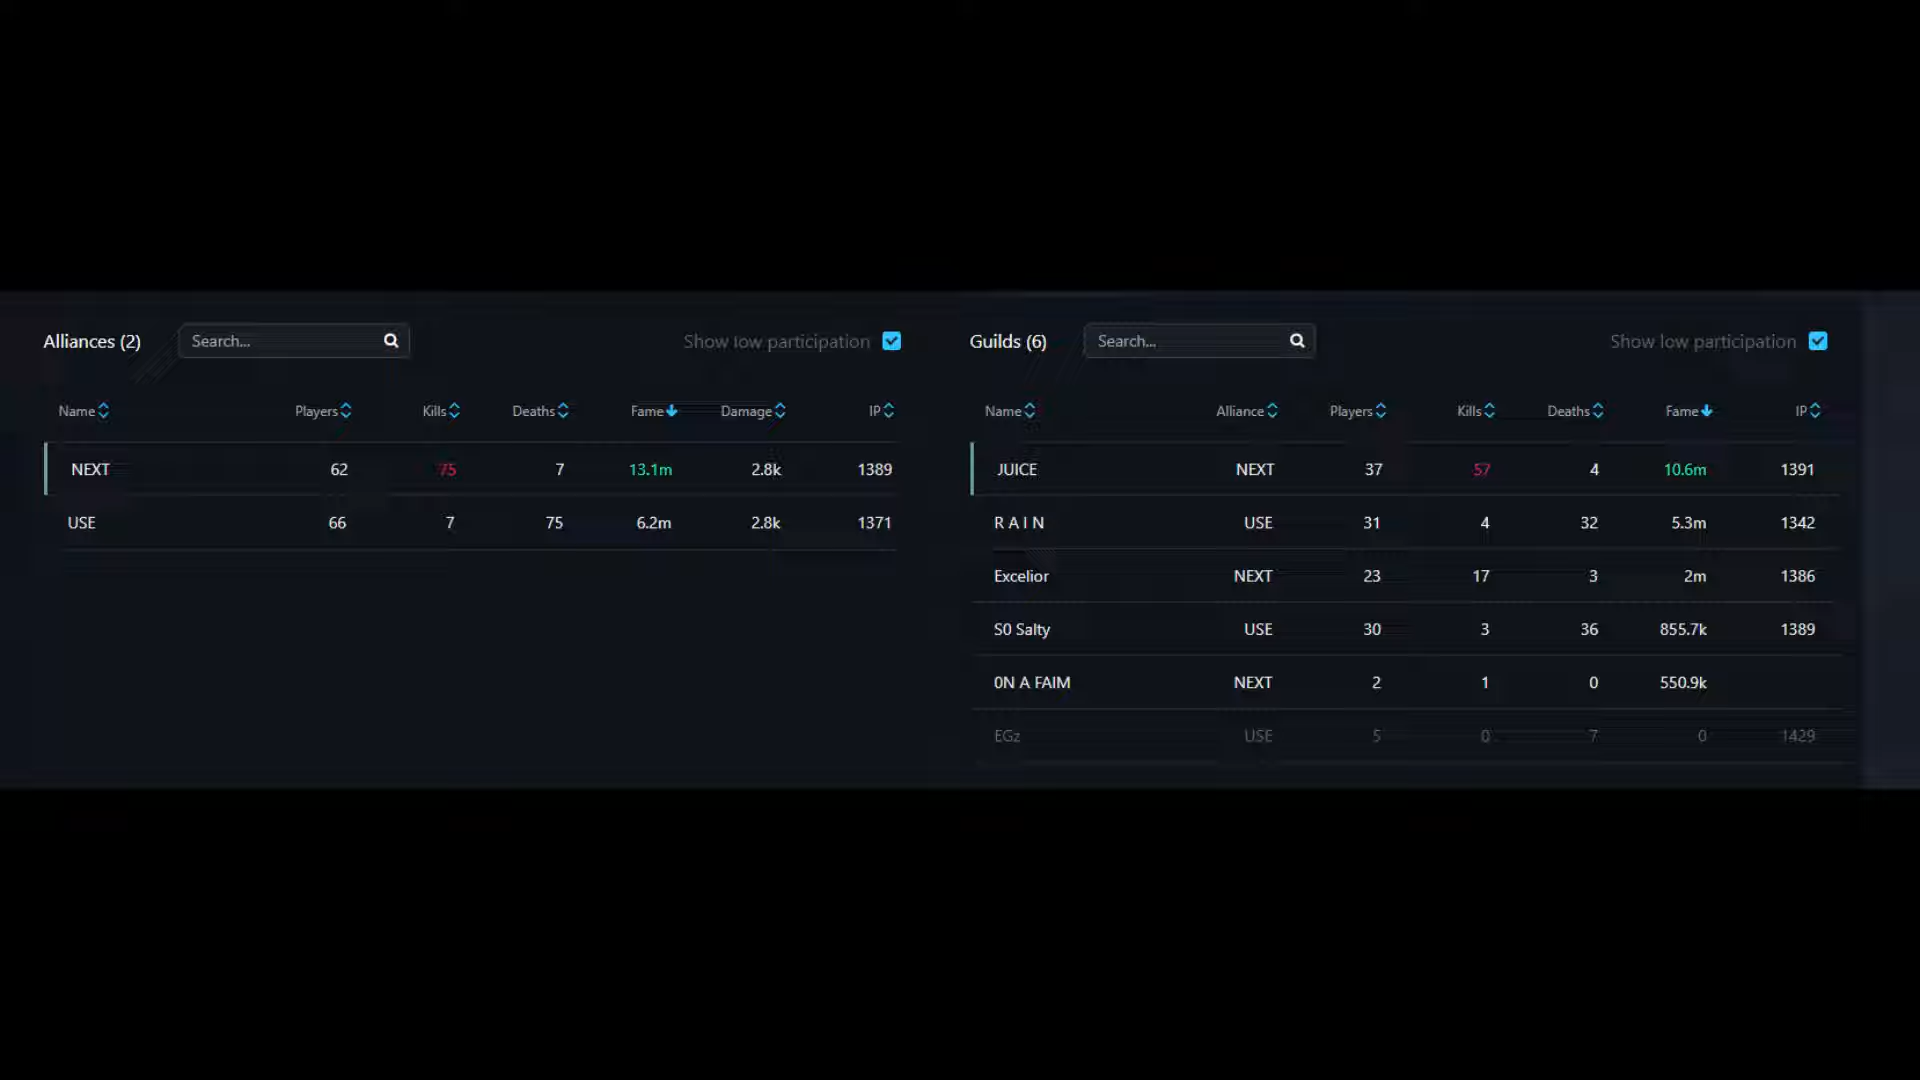 Alliances (2) Search... Show low participation
Name Players Kills Deaths Fame Damage IP
NEXT 62 75 7 13.1m 2.8k 1389
USE 66 7 75 6.2m 2.8k 1371
Guilds (6) Search... Show low participation
Name Alliance Players Kills Deaths Fame IP
JUICE NEXT 37 57 4 10.6m 1391
R A I N USE 31 4 32 5.3m 1342
Excelior NEXT 23 17 3 2m 1386
S0 Salty USE 30 3 36 855.7k 1389
0N A FAIM NEXT 2 1 0 550.9k
EGz USE 5 0 7 0 1429